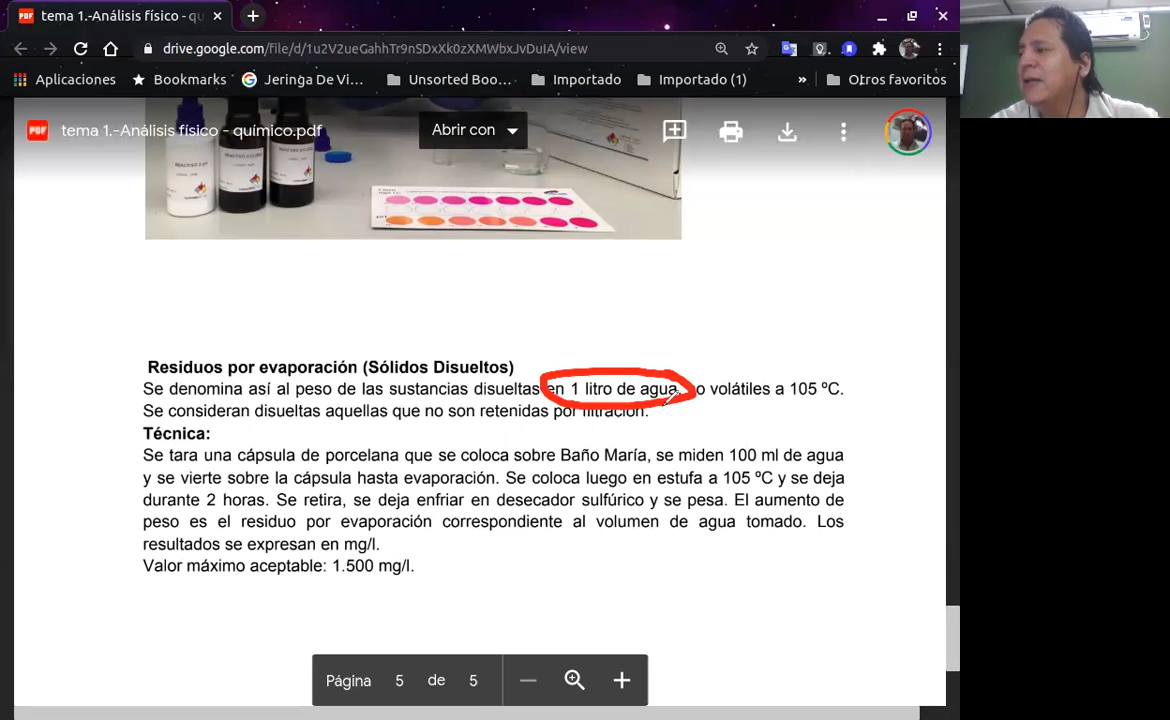 tema 1.-Análisis físico - qu
drive.google.com/file/d/1u2V2ueGahhTr9nSDxXk0zXMWbxJvDuIA/view
Aplicaciones Bookmarks Jeringa De Vi... Unsorted Boo... Importado Importado (1) » Otros favoritos
PDF tema 1.-Análisis físico - químico.pdf Abrir con
Residuos por evaporación (Sólidos Disueltos)
Se denomina así al peso de las sustancias disueltas en 1 litro de agua, no volátiles a 105 ºC.
Se consideran disueltas aquellas que no son retenidas por filtración.
Técnica:
Se tara una cápsula de porcelana que se coloca sobre Baño María, se miden 100 ml de agua
y se vierte sobre la cápsula hasta evaporación. Se coloca luego en estufa a 105 ºC y se deja
durante 2 horas. Se retira, se deja enfriar en desecador sulfúrico y se pesa. El aumento de
peso es el residuo por evaporación correspondiente al volumen de agua tomado. Los
resultados se expresan en mg/l.
Valor máximo aceptable: 1.500 mg/l.
Página 5 de 5